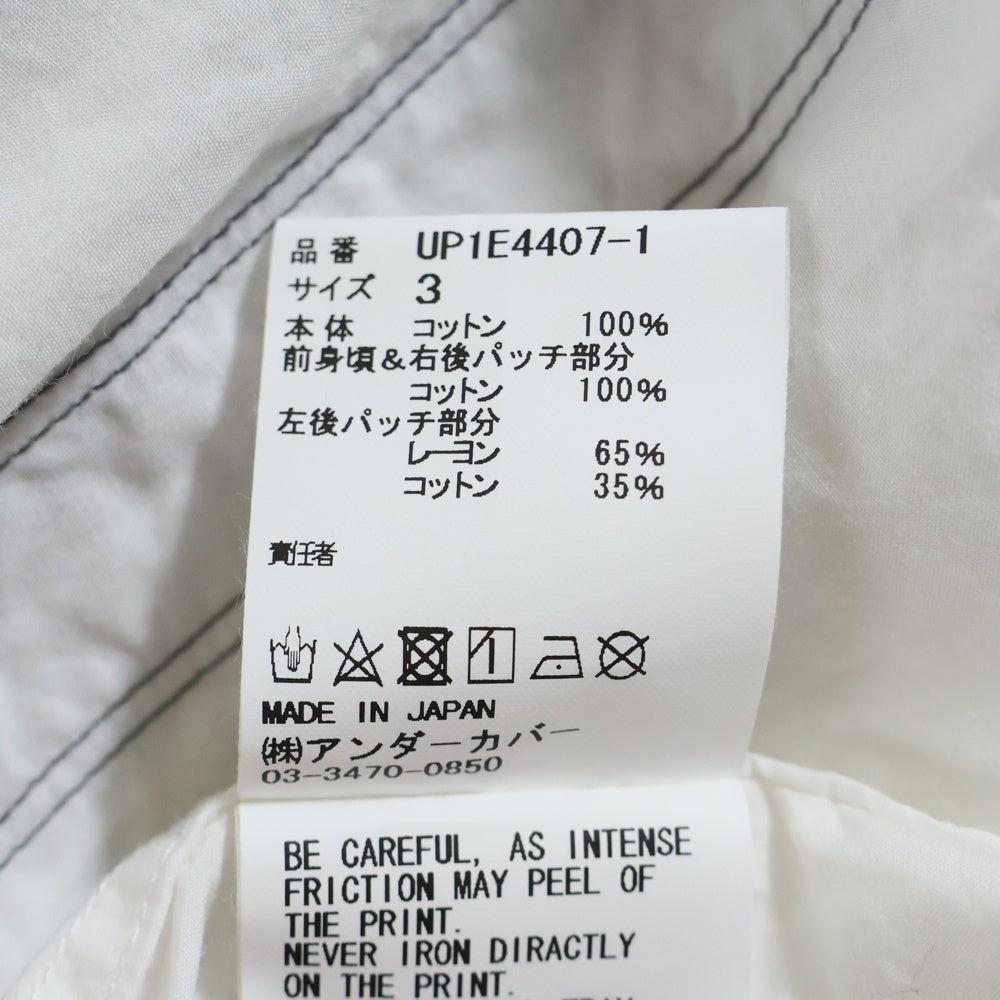 品番 UP1E4407-1
サイズ 3
本体 コットン 100%
前身頃&右後パッチ部分
コットン 100%
左後パッチ部分
レーヨン 65%
コットン 35%
責任者
MADE IN JAPAN
(株)アンダーカバー
03-3470-0850
BE CAREFUL, AS INTENSE
FRICTION MAY PEEL OF
THE PRINT.
NEVER IRON DIRACTLY
ON THE PRINT.